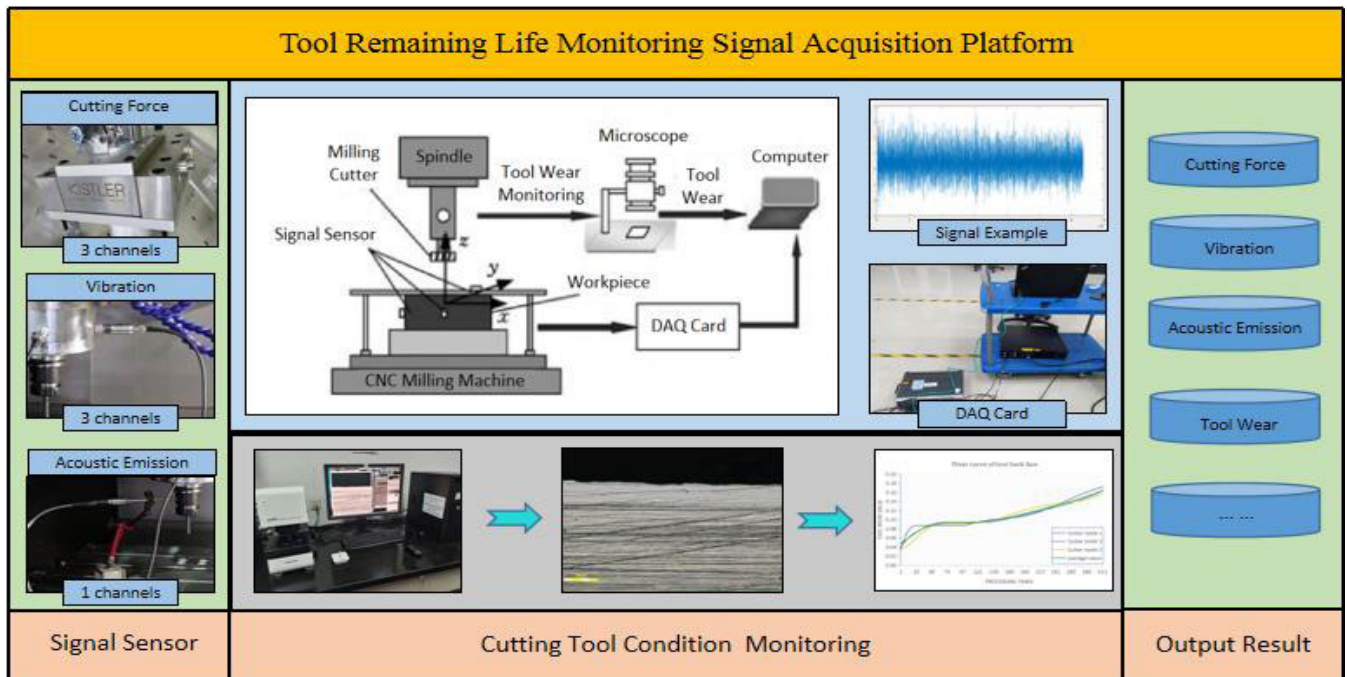 Tool Remaining Life Monitoring Signal Acquisition Platform
Cutting Force
KISTLER
3 channels
Vibration
3 channels
Acoustic Emission
1 channels
Signal Sensor
Milling
Cutter
Spindle
Tool Wear
Monitoring
Microscope
Tool
Wear
Computer
Signal Sensor
z
y
x
Workpiece
DAQ Card
CNC Milling Machine
Signal Example
DAQ Card
Cutting Tool Condition Monitoring
Cutting Force
Vibration
Acoustic Emission
Tool Wear
... ...
Output Result